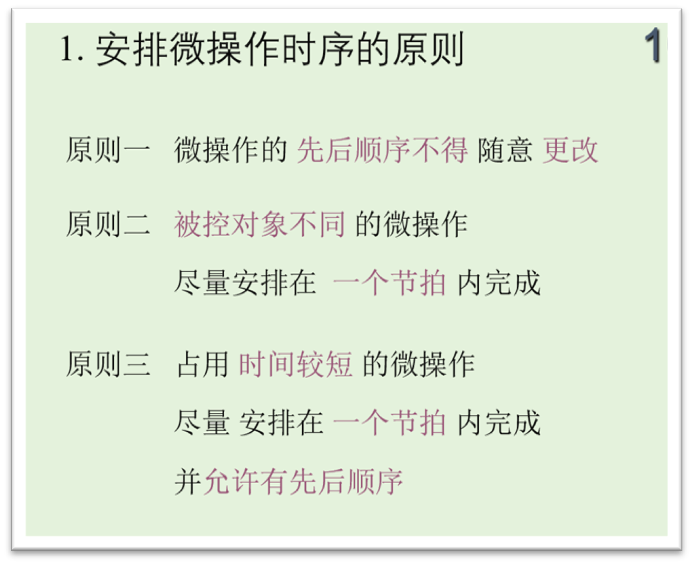 1. 安排微操作时序的原则
1
原则一 微操作的 先后顺序不得 随意 更改
原则二 被控对象不同 的微操作
尽量安排在 一个节拍 内完成
原则三 占用 时间较短 的微操作
尽量 安排在 一个节拍 内完成
并允许有先后顺序